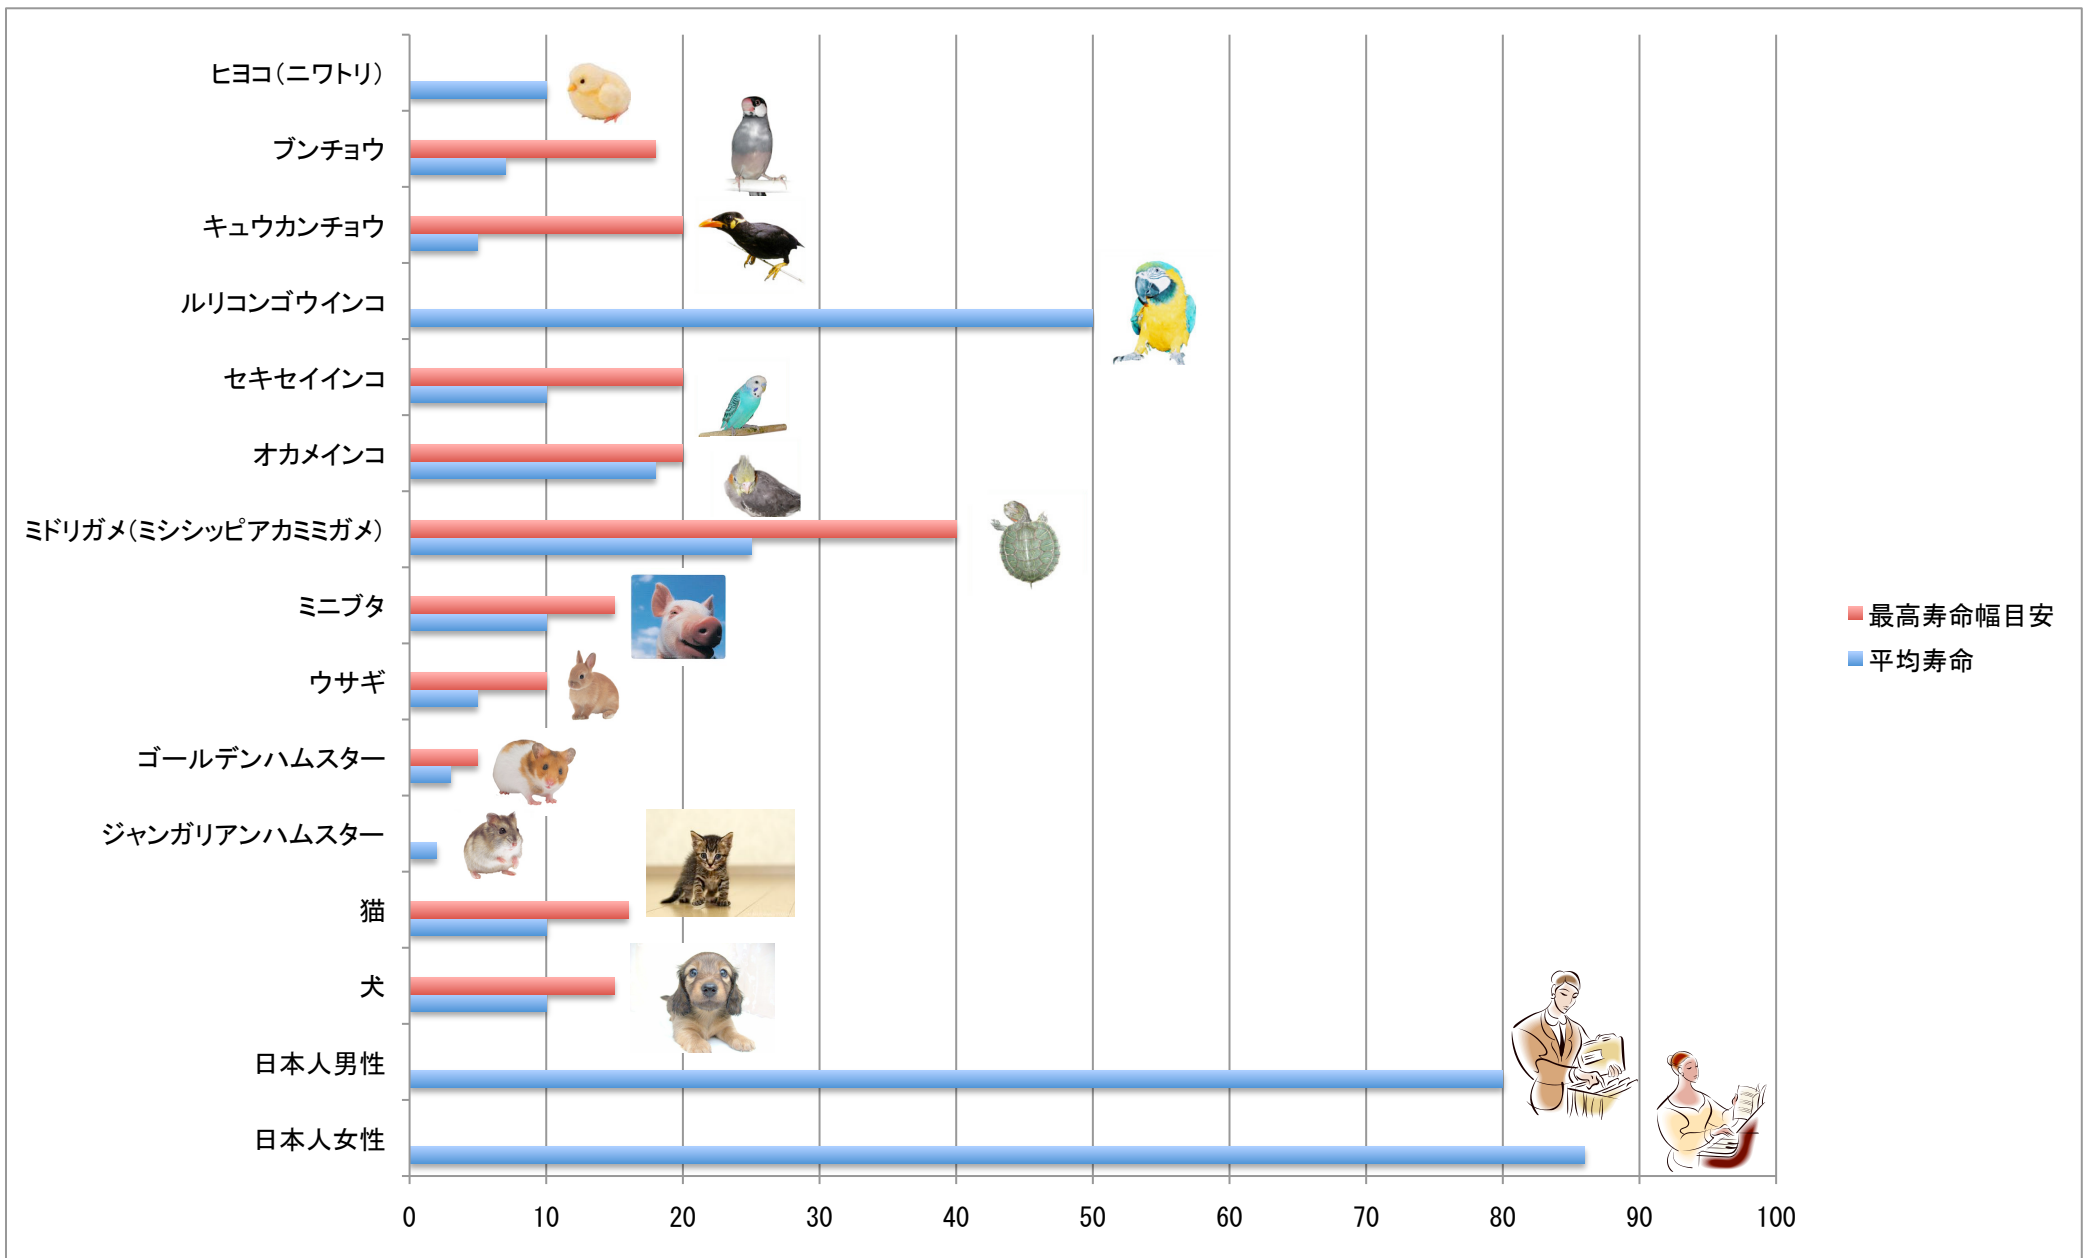 ヒヨコ(ニワトリ)
ブンチョウ
キュウカンチョウ
ルリコンゴウインコ
セキセイインコ
オカメインコ
ミドリガメ(ミシシッピアカミミガメ)
ミニブタ
ウサギ
ゴールデンハムスター
ジャンガリアンハムスター
猫
犬
日本人男性
日本人女性
0 10 20 30 40 50 60 70 80 90 100
最高寿命幅目安
平均寿命